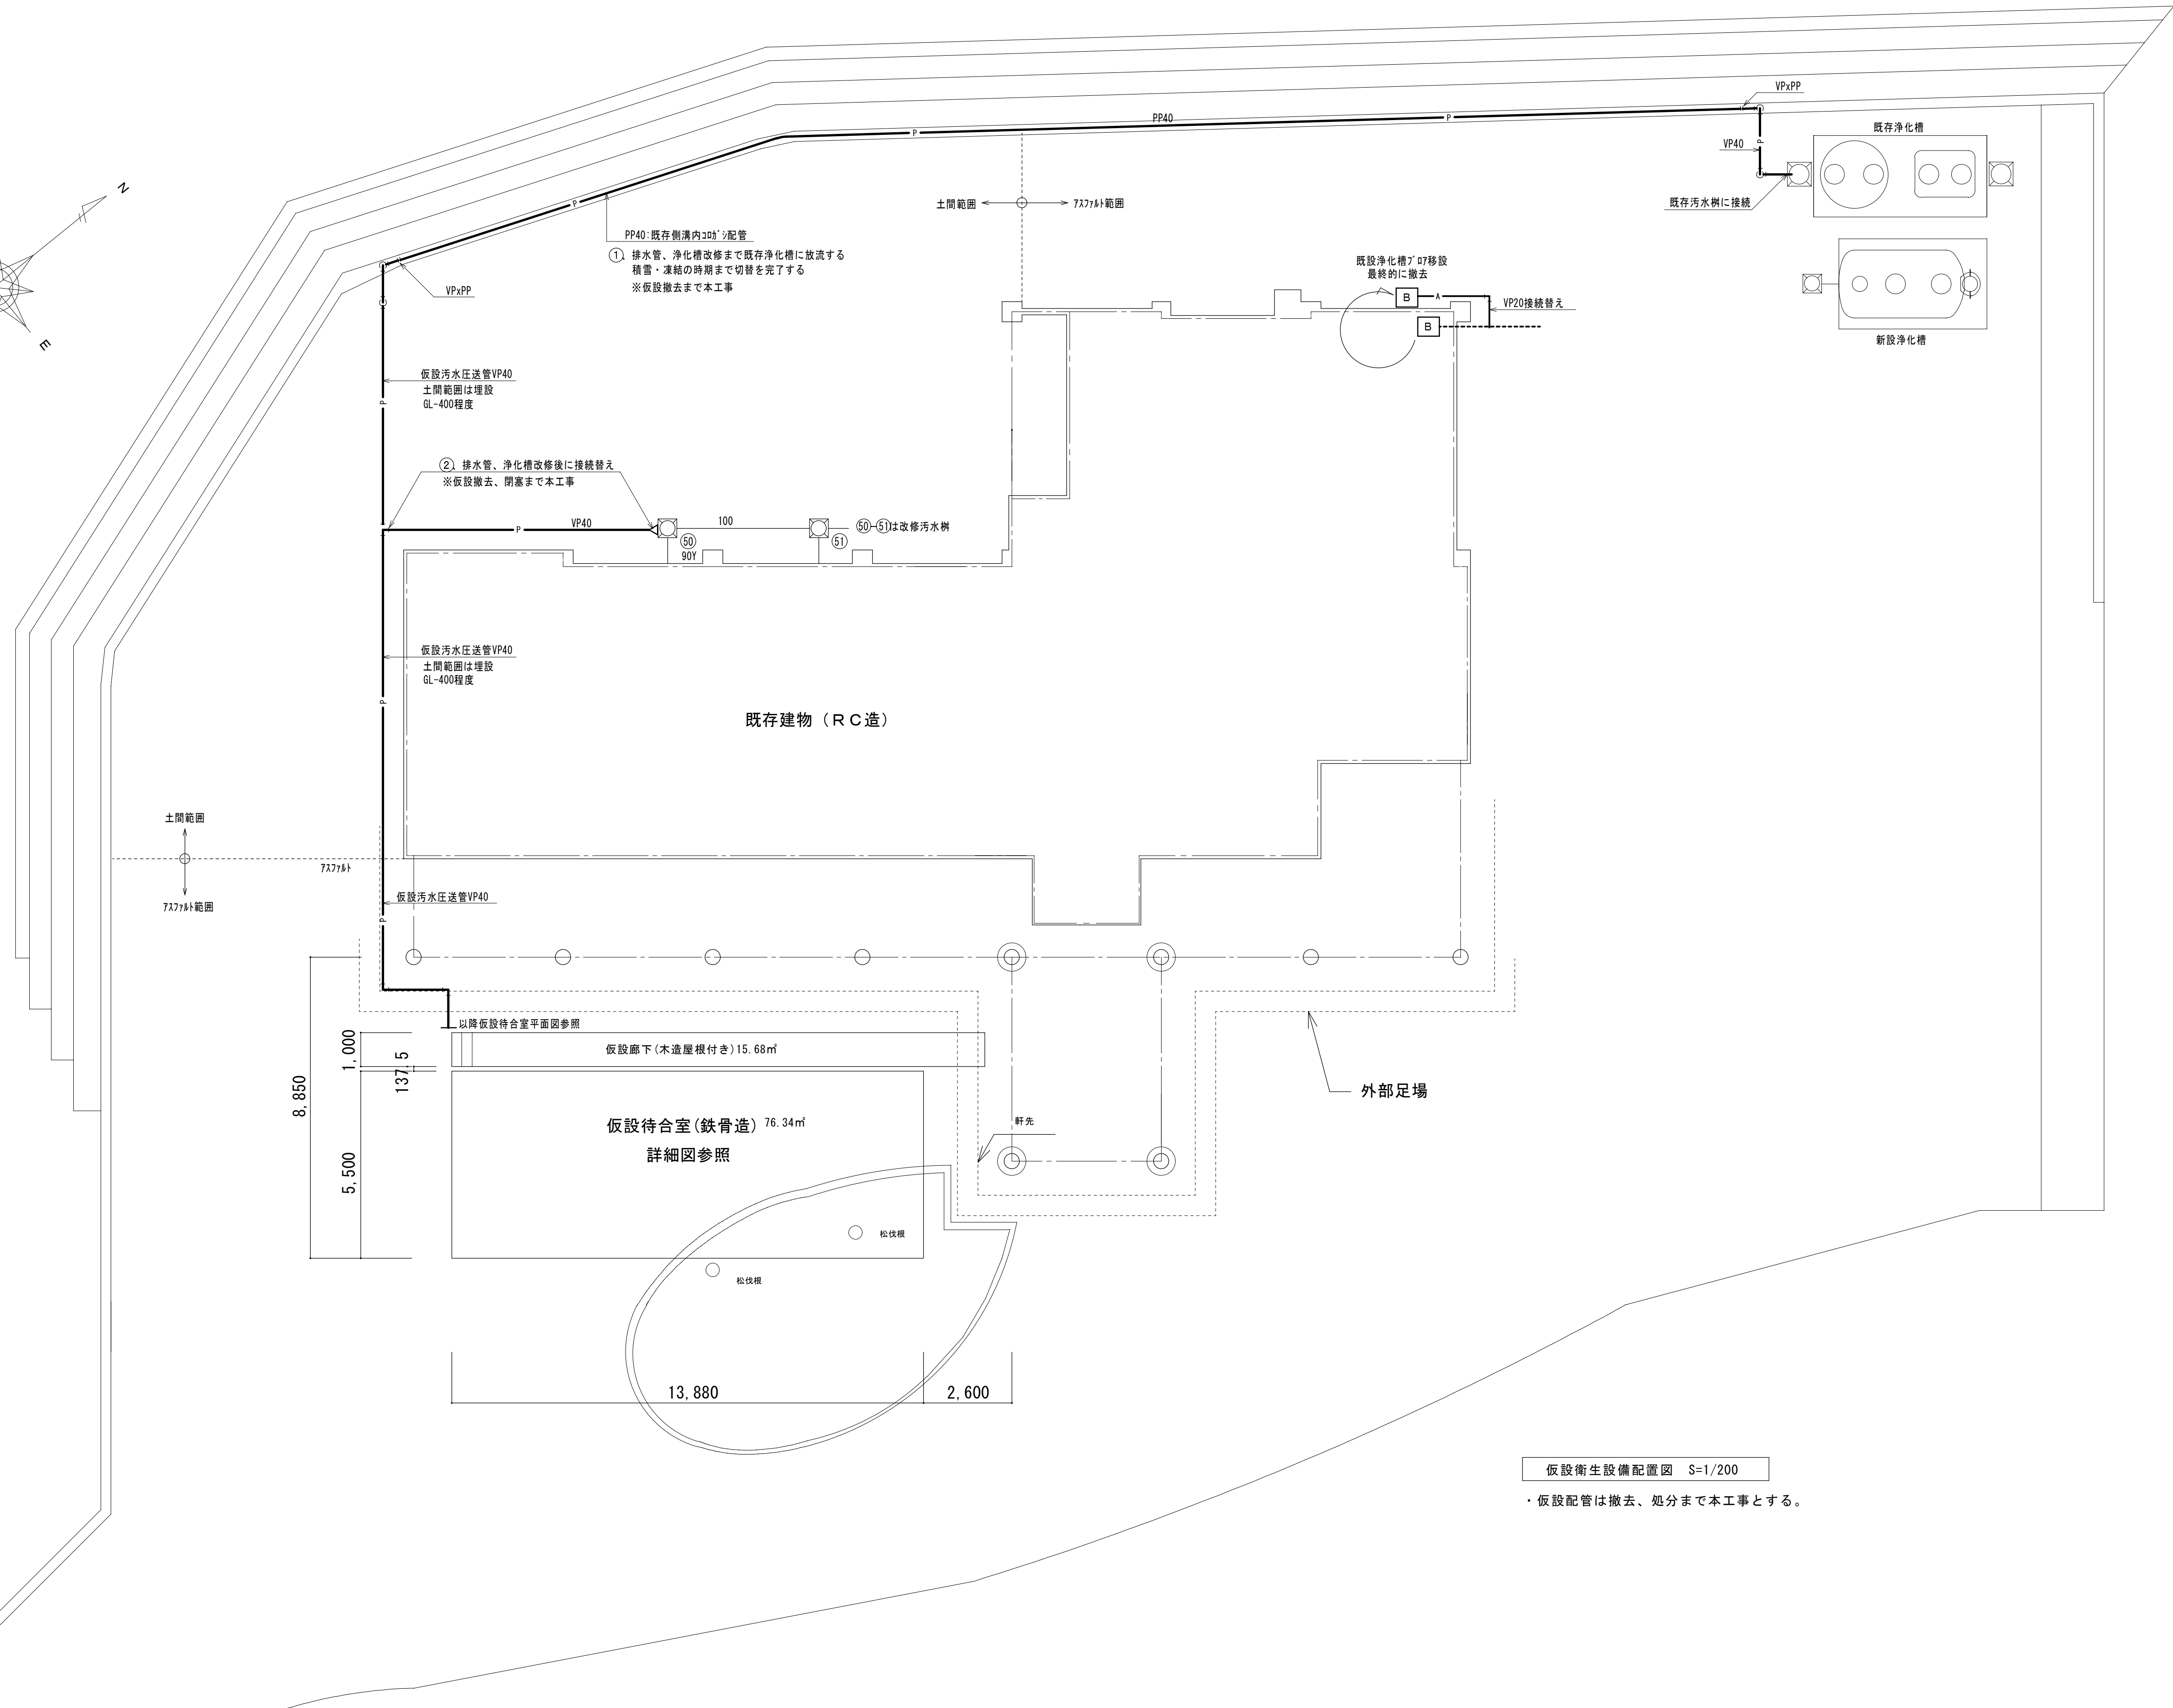 VPxPP
PP40
既存浄化槽
VP40
既存汚水桝に接続
N
E
土間範囲
ｱｽﾌｧﾙﾄ範囲
PP40:既存側溝内ｺﾛｶﾞｼ配管
①、排水管、浄化槽改修まで既存浄化槽に放流する
積雪・凍結の時期まで切替を完了する
※仮設撤去まで本工事
VPxPP
既設浄化槽ﾌﾞﾛｱ移設
最終的に撤去
B
A
VP20接続替え
B
新設浄化槽
P
P
P
P
仮設汚水圧送管VP40
土間範囲は埋設
GL-400程度
P
②、排水管、浄化槽改修後に接続替え
※仮設撤去、閉塞まで本工事
P
VP40
100
㊿-51は改修汚水桝
㊿
51
90Y
仮設汚水圧送管VP40
土間範囲は埋設
GL-400程度
P
既存建物（ＲＣ造）
土間範囲
ｱｽﾌｧﾙﾄ
ｱｽﾌｧﾙﾄ範囲
仮設汚水圧送管VP40
P
以降仮設待合室平面図参照
仮設廊下(木造屋根付き)15.68㎡
1,000
137.5
8,850
5,500
仮設待合室(鉄骨造) 76.34㎡
詳細図参照
軒先
外部足場
松伐根
松伐根
13,880
2,600
仮設衛生設備配置図 S=1/200
・仮設配管は撤去、処分まで本工事とする。